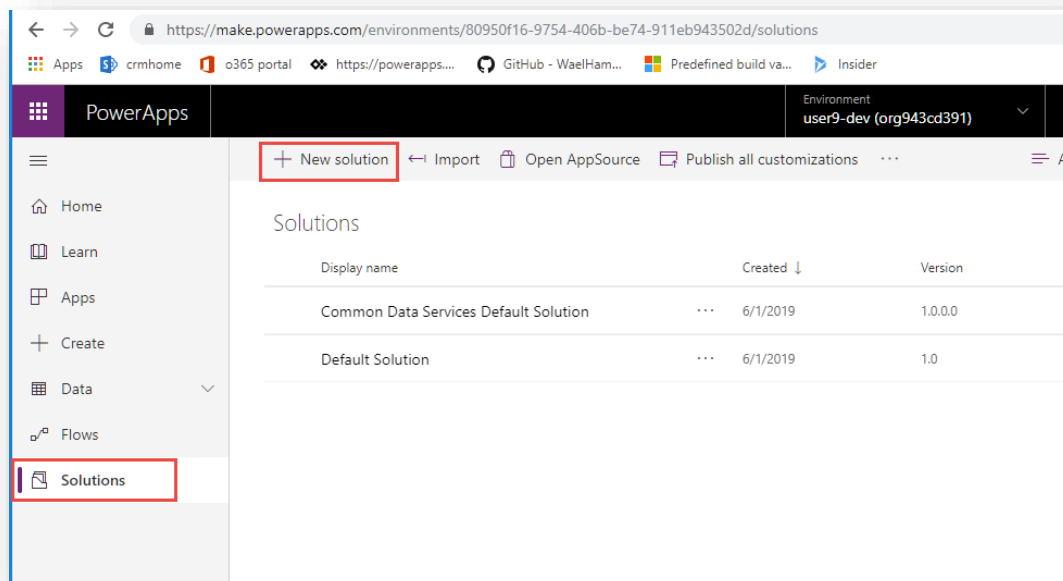 https://make.powerapps.com/environments/80950f16-9754-406b-be74-911eb943502d/solutions
Apps crmhome o365 portal https://powerapps.... GitHub - WaelHam... Predefined build va... Insider
PowerApps
Environment
user9-dev (org943cd391)
New solution Import Open AppSource Publish all customizations ...
Home
Learn
Apps
Create
Data
Flows
Solutions
Solutions
Display name Created ↓ Version
Common Data Services Default Solution ... 6/1/2019 1.0.0.0
Default Solution ... 6/1/2019 1.0